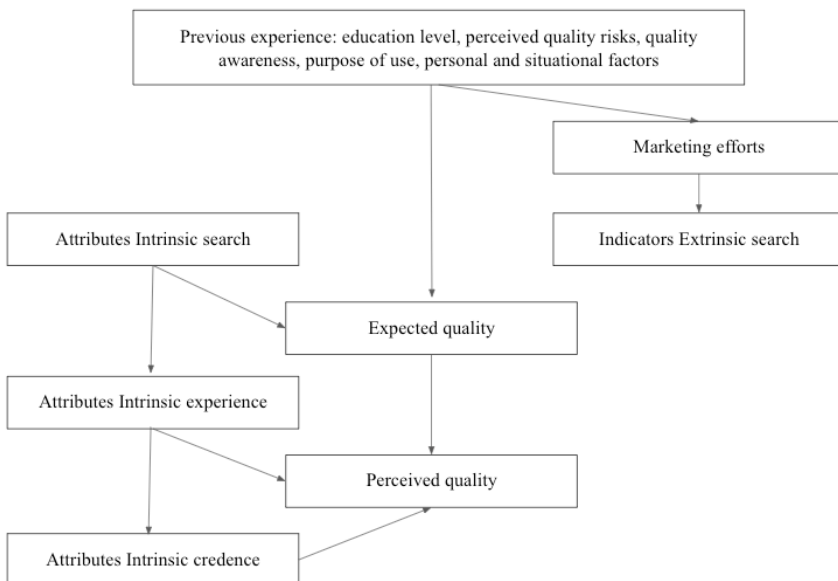 Previous experience: education level, perceived quality risks, quality
awareness, purpose of use, personal and situational factors
Marketing efforts
Attributes Intrinsic search
Indicators Extrinsic search
Expected quality
Attributes Intrinsic experience
Perceived quality
Attributes Intrinsic credence